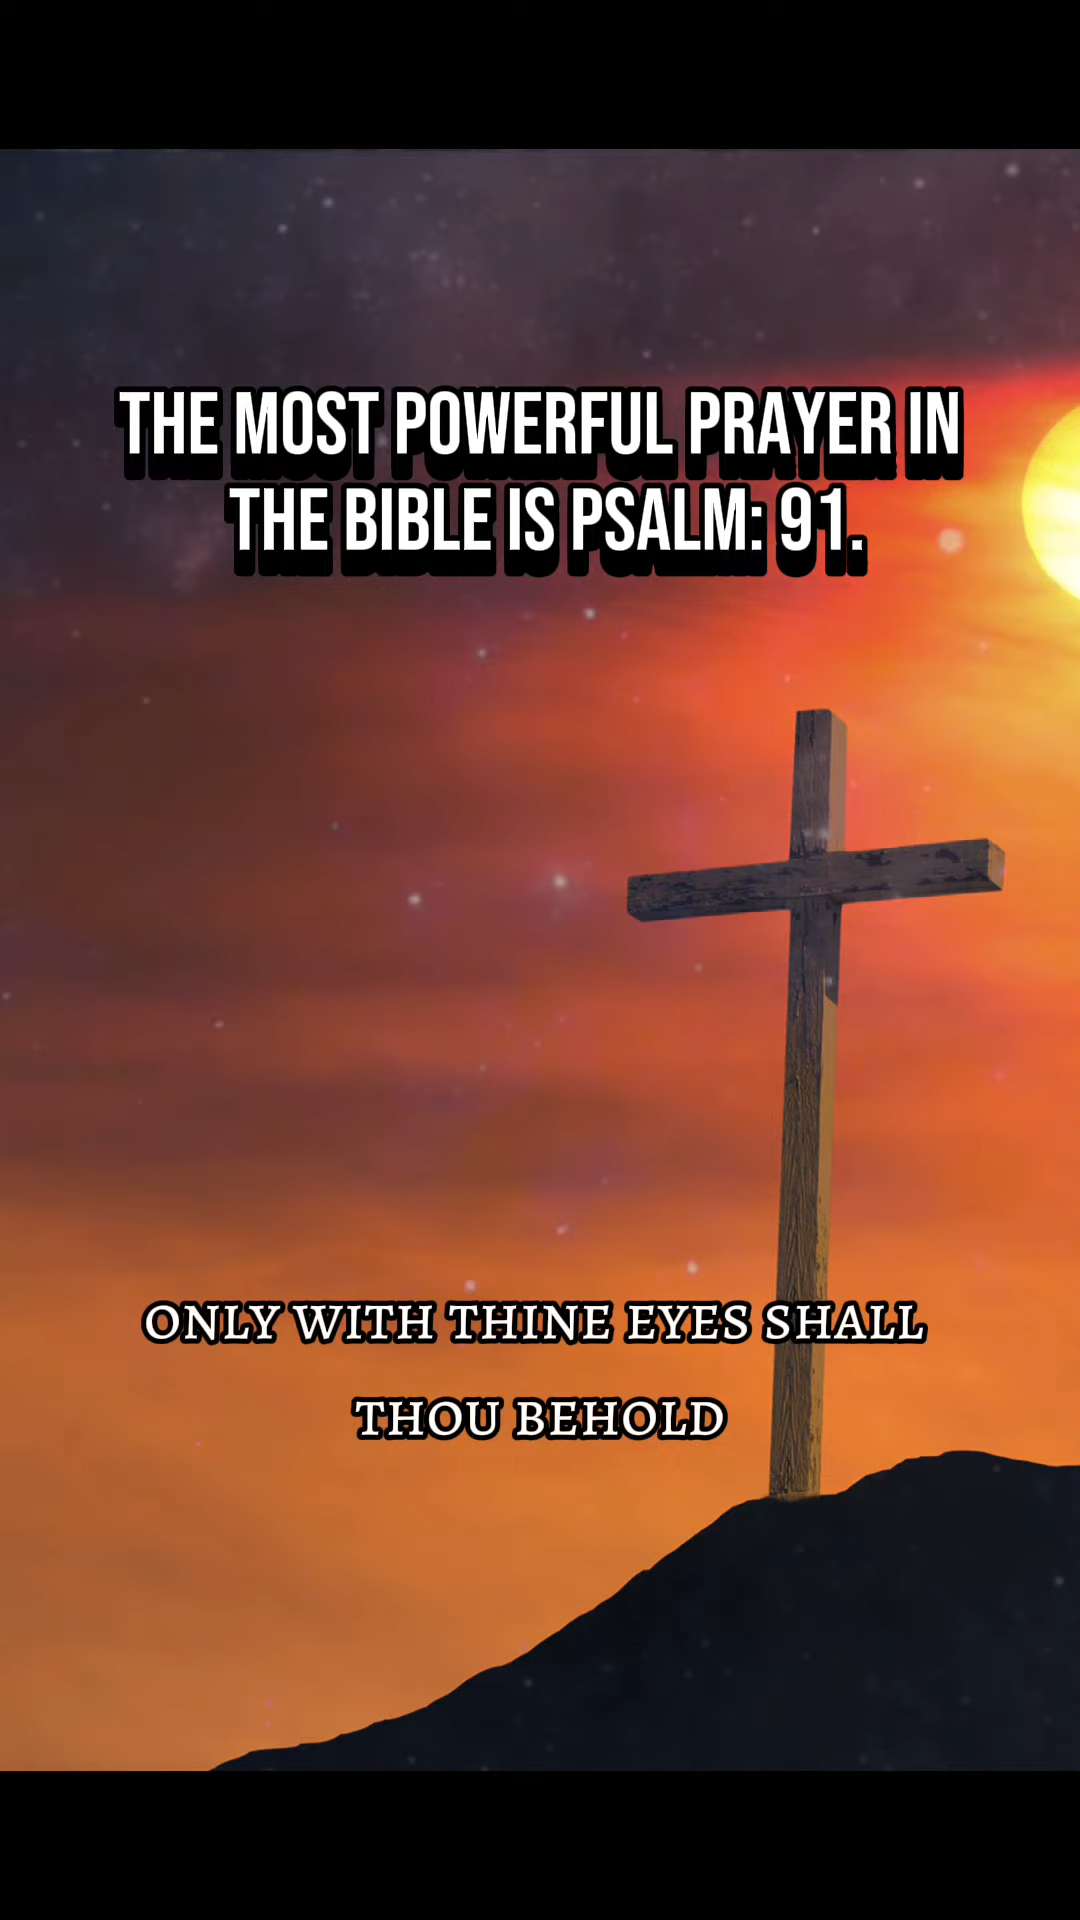 THE MOST POWERFUL PRAYER IN
THE BIBLE IS PSALM: 91.
ONLY WITH THINE EYES SHALL
THOU BEHOLD